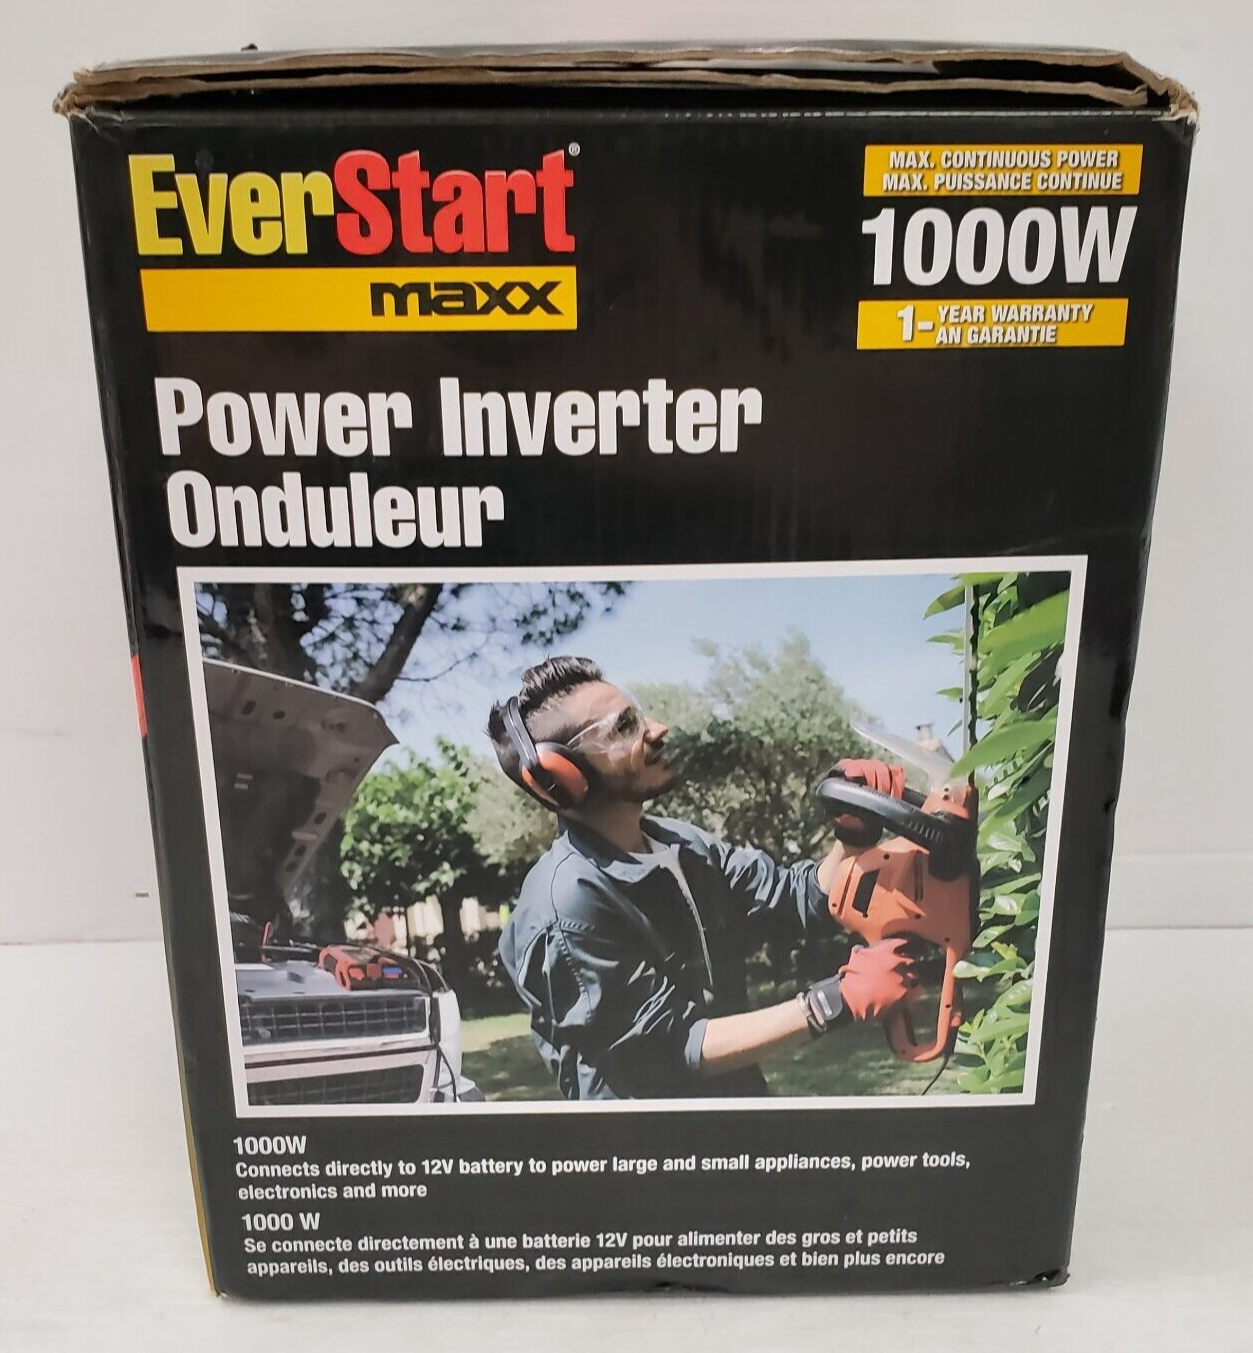 EverStart®
maxx
MAX. CONTINUOUS POWER
MAX. PUISSANCE CONTINUE
1000W
1-YEAR WARRANTY
AN GARANTIE
Power Inverter
Onduleur
1000W
Connects directly to 12V battery to power large and small appliances, power tools,
electronics and more
1000 W
Se connecte directement à une batterie 12V pour alimenter des gros et petits
appareils, des outils électriques, des appareils électroniques et bien plus encore